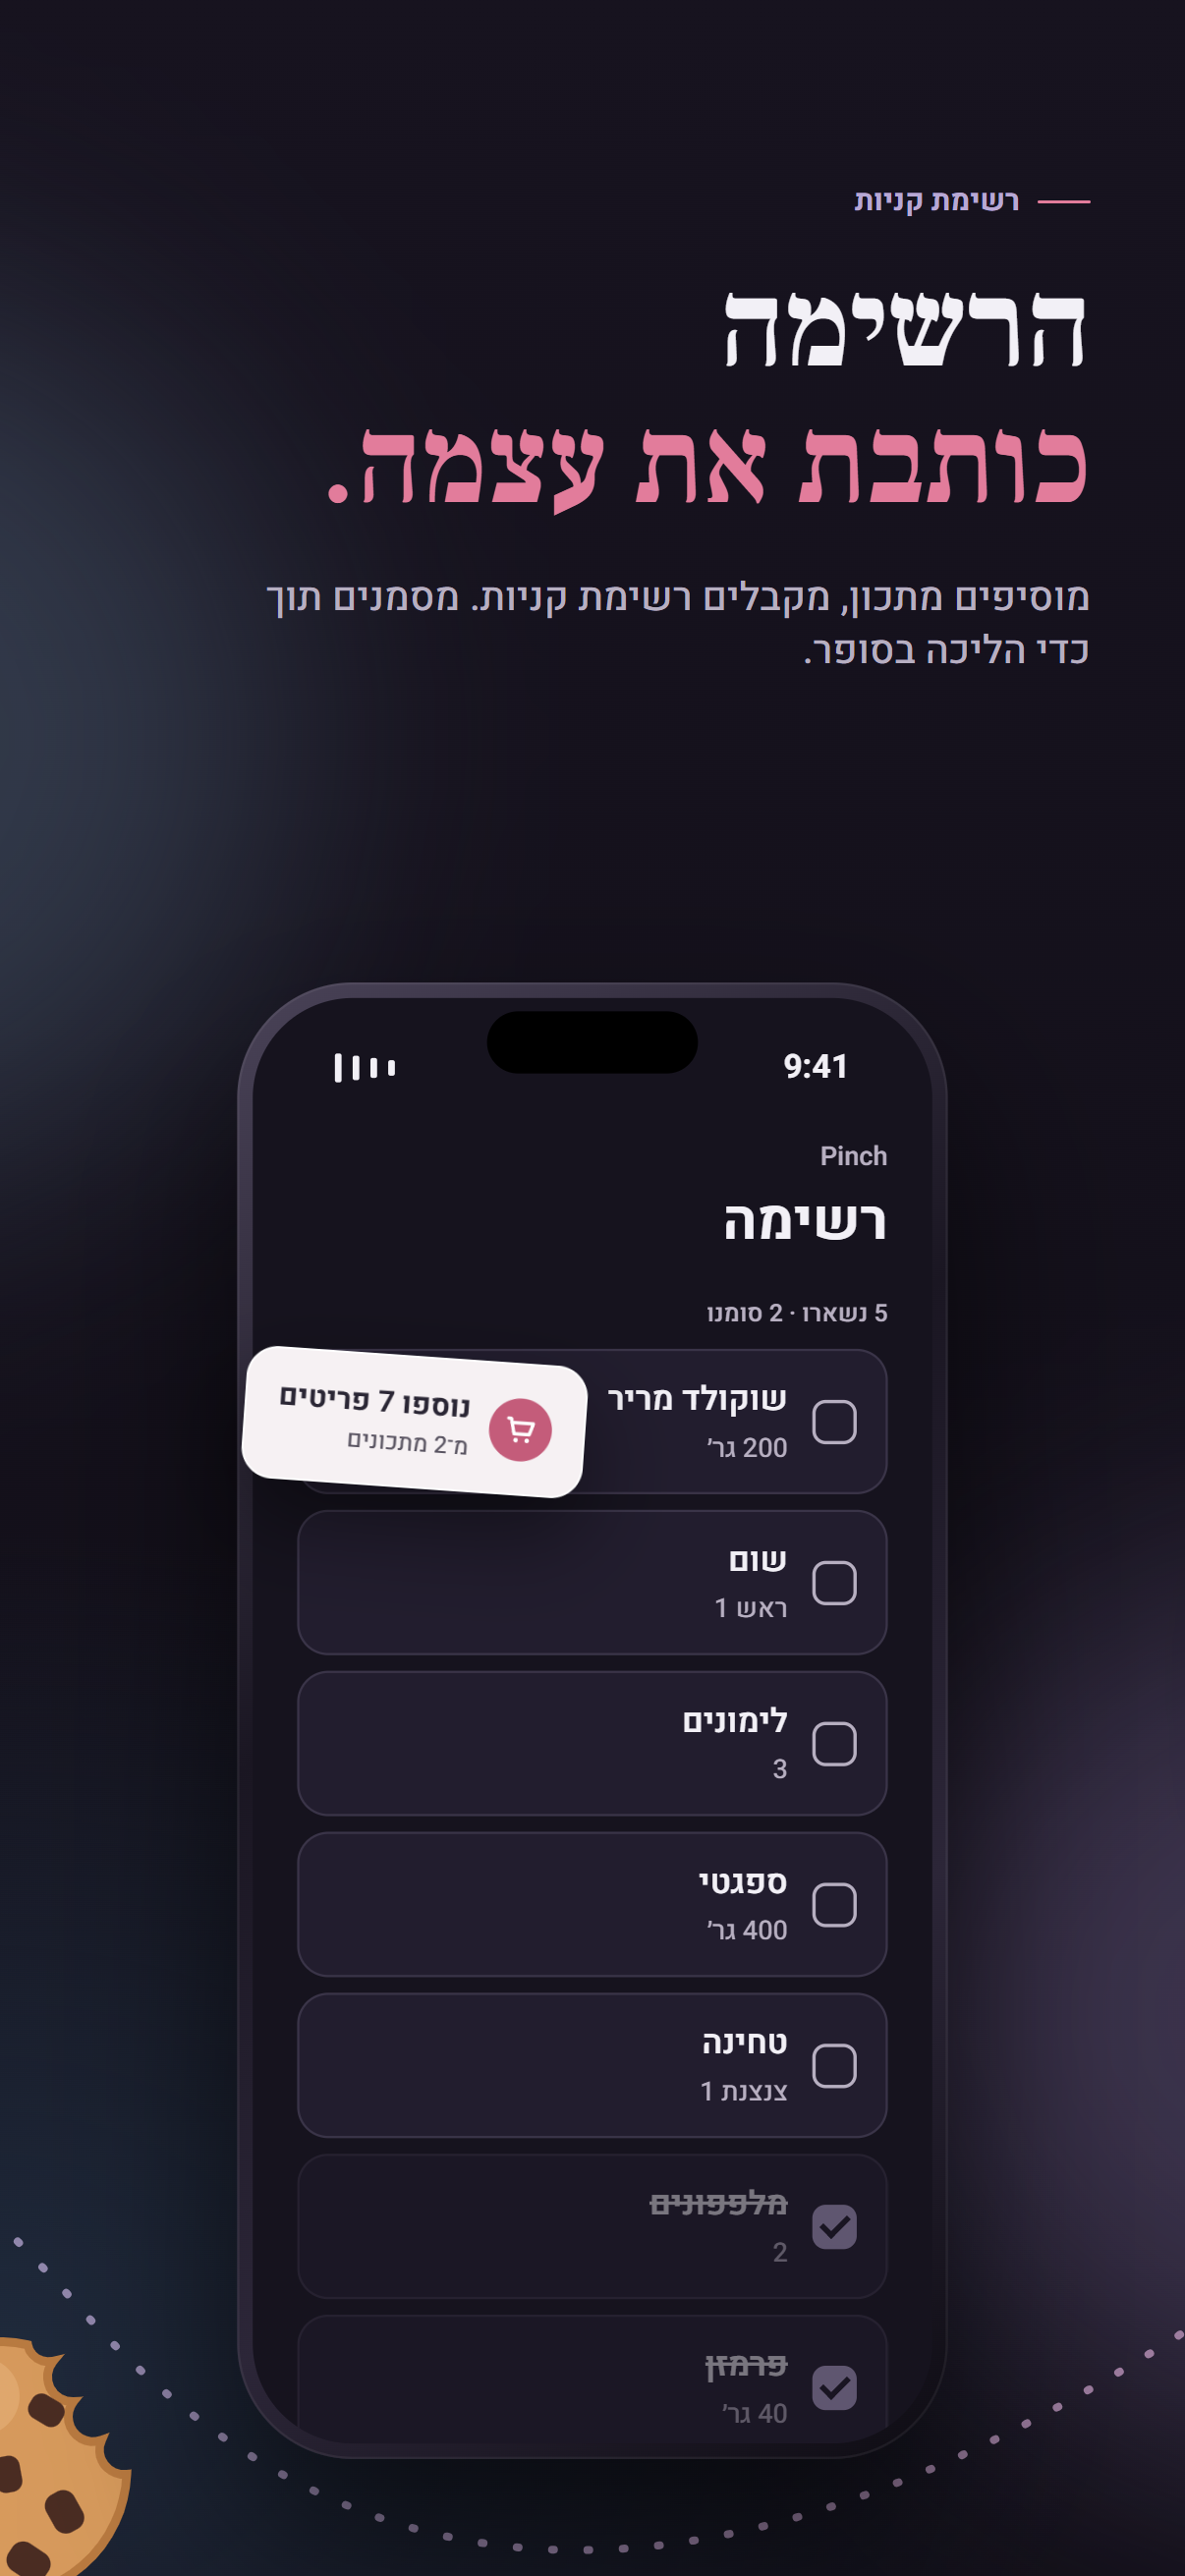 רשימת קניות
הרשימה
כותבת את עצמה.
מוסיפים מתכון, מקבלים רשימת קניות. מסמנים תוך
כדי הליכה בסופר.
9:41
Pinch
רשימה
5 נשארו · 2 סומנו
שוקולד מריר
200 גר׳
נוספו 7 פריטים
מ־2 מתכונים
שום
ראש 1
לימונים
3
ספגטי
400 גר׳
טחינה
צנצנת 1
מלפפונים
2
פרמזן
40 גר׳